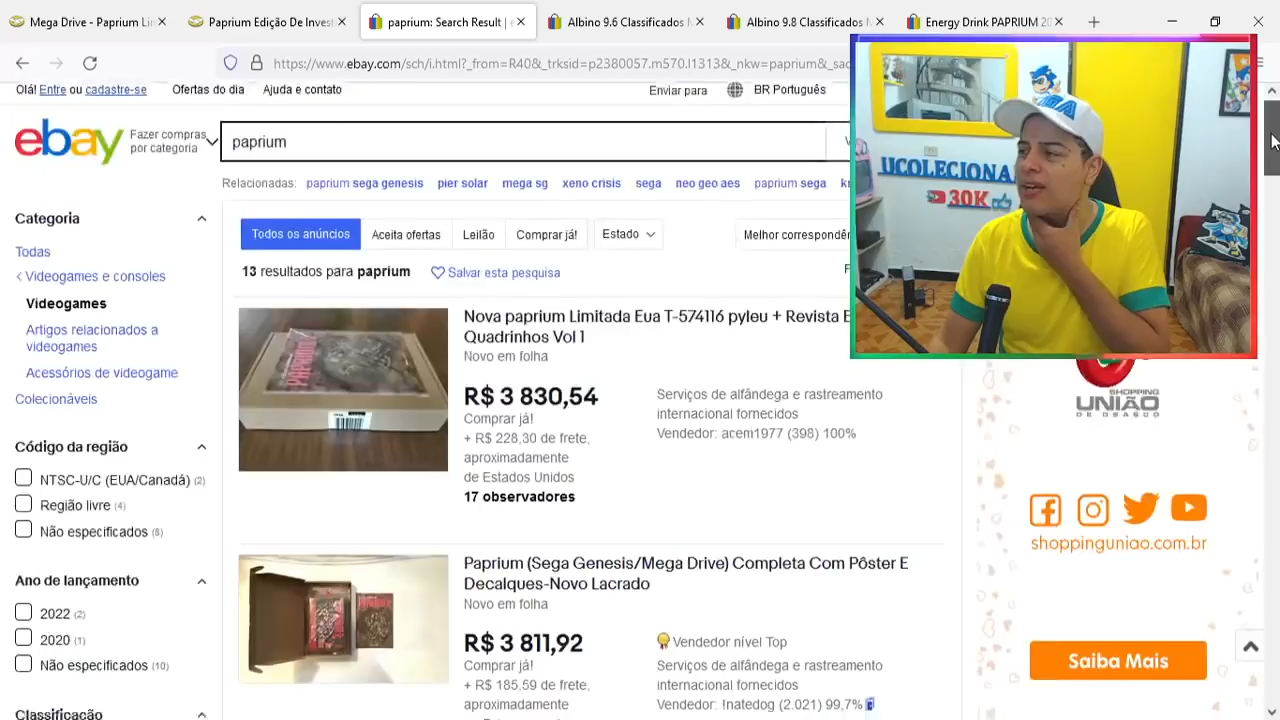 Mega Drive - Paprium Lim
Paprium Edição De Invest
paprium: Search Result | e
Albino 9.6 Classificados N
Albino 9.8 Classificados M
Energy Drink PAPRIUM 20
https://www.ebay.com/sch/i.html?_from=R40&_trksid=p2380057.m570.l1313&_nkw=paprium&_sac
Olá! Entre ou cadastre-se
Ofertas do dia
Ajuda e contato
Enviar para
BR Português
ebay
Fazer compras
por categoria
paprium
Relacionadas:
paprium sega genesis
pier solar
mega sg
xeno crisis
sega
neo geo aes
paprium sega
UCOLECIONA
30K
Categoria
Todas
Videogames e consoles
Videogames
Artigos relacionados a
videogames
Acessórios de videogame
Colecionáveis
Código da região
NTSC-U/C (EUA/Canadá) (2)
Região livre (4)
Não especificados (8)
Ano de lançamento
2022 (2)
2020 (1)
Não especificados (10)
Classificação
Todos os anúncios
Aceita ofertas
Leilão
Comprar já!
Estado
Melhor correspondên
13 resultados para paprium
Salvar esta pesquisa
Nova paprium Limitada Eua T-574116 pyleu + Revista E
Quadrinhos Vol 1
Novo em folha
R$ 3 830,54
Comprar já!
+ R$ 228,30 de frete,
aproximadamente
de Estados Unidos
17 observadores
Serviços de alfândega e rastreamento
internacional fornecidos
Vendedor: acem1977 (398) 100%
Paprium (Sega Genesis/Mega Drive) Completa Com Pôster E
Decalques-Novo Lacrado
Novo em folha
R$ 3 811,92
Comprar já!
+ R$ 185,59 de frete,
aproximadamente
Vendedor nível Top
Serviços de alfândega e rastreamento
internacional fornecidos
Vendedor: !natedog (2.021) 99,7%
SHOPPING
UNIÃO
DE OSASCO
shoppinguniao.com.br
Saiba Mais